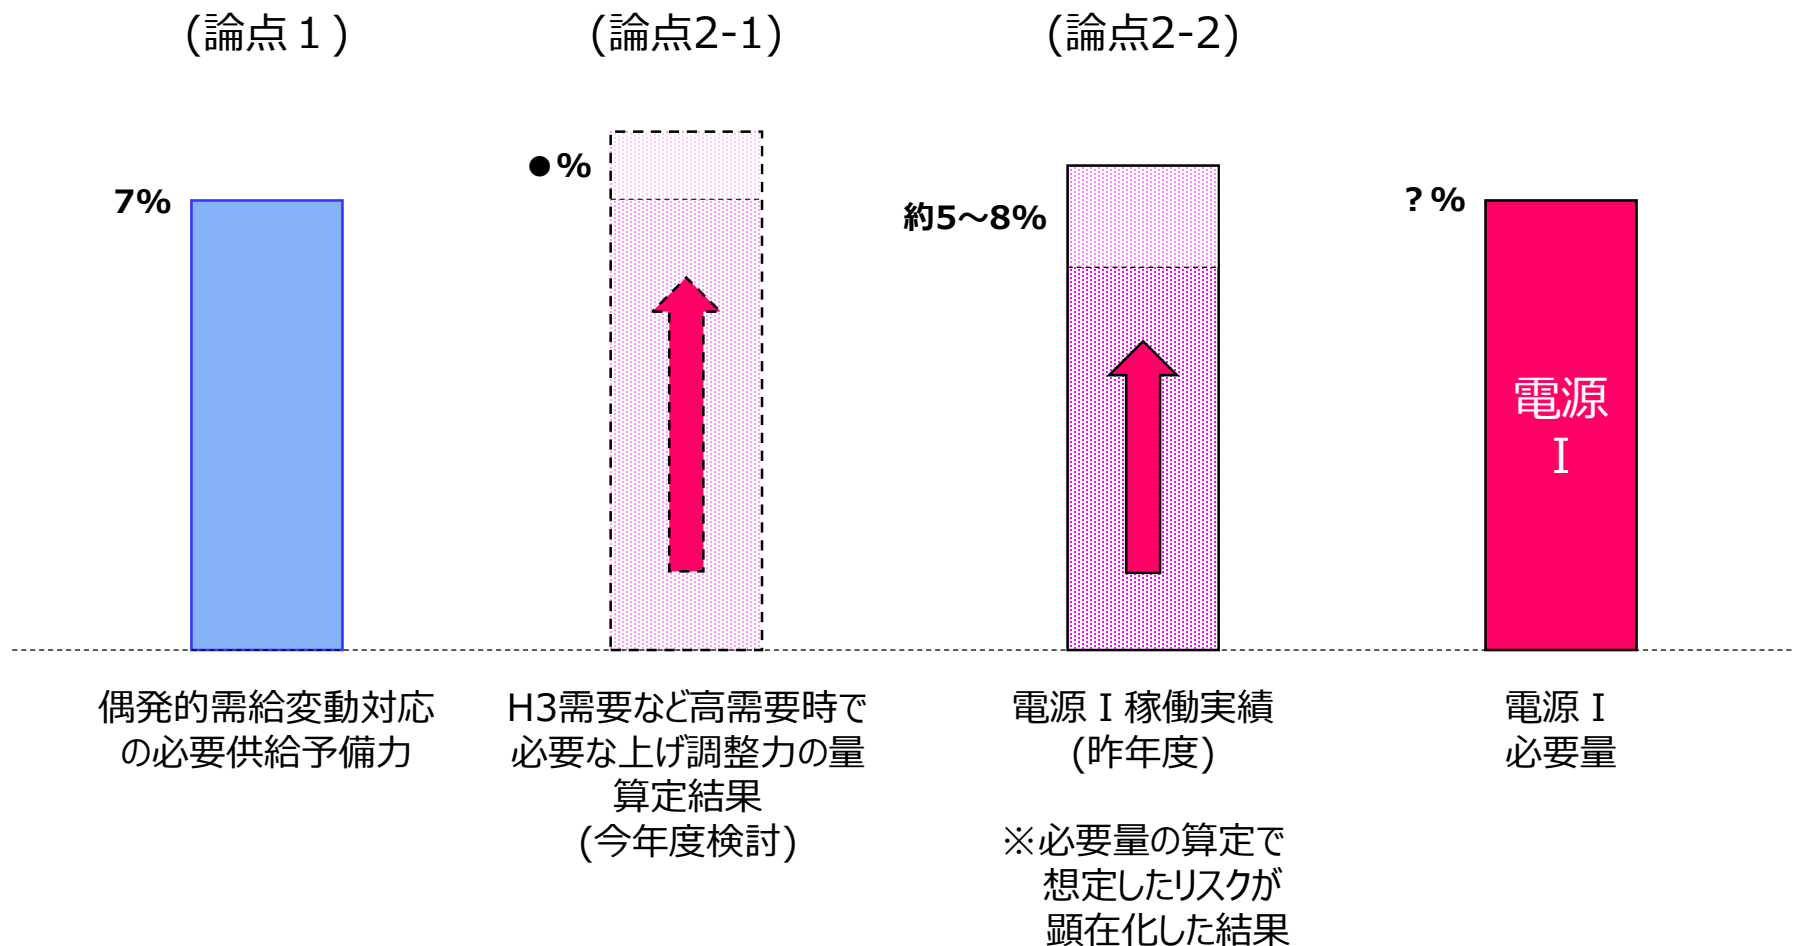 (論点１)
(論点2-1)
(論点2-2)
7%
●%
約5～8%
？%
電源
Ⅰ
偶発的需給変動対応
の必要供給予備力
H3需要など高需要時で
必要な上げ調整力の量
算定結果
(今年度検討)
電源Ⅰ稼働実績
(昨年度)
※必要量の算定で
想定したリスクが
顕在化した結果
電源Ⅰ
必要量